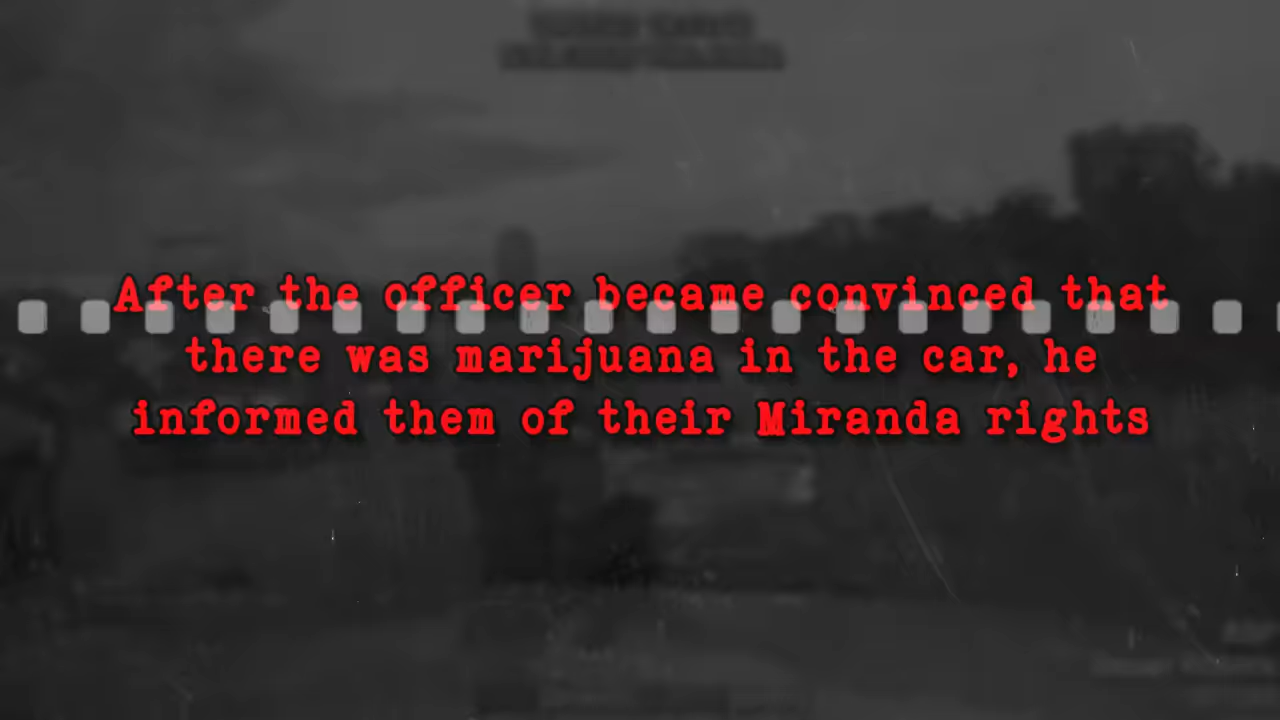 After the officer became convinced that
there was marijuana in the car, he
informed them of their Miranda rights